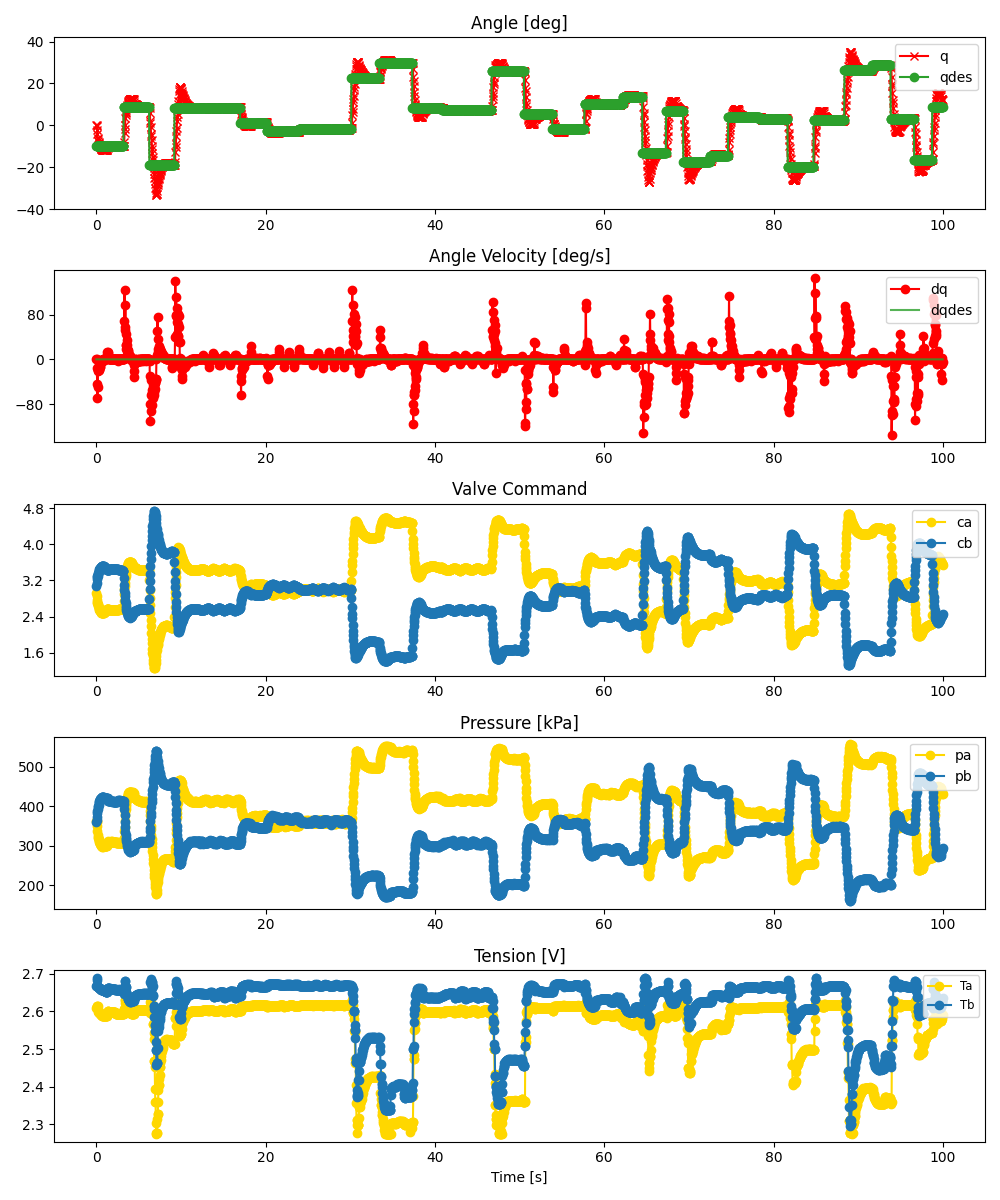 Angle [deg]
40
20
0
−20
−40
q
qdes
0 20 40 60 80 100
Angle Velocity [deg/s]
80
0
−80
dq
dqdes
0 20 40 60 80 100
Valve Command
4.8
4.0
3.2
2.4
1.6
ca
cb
0 20 40 60 80 100
Pressure [kPa]
500
400
300
200
pa
pb
0 20 40 60 80 100
Tension [V]
2.7
2.6
2.5
2.4
2.3
Ta
Tb
0 20 40 60 80 100
Time [s]